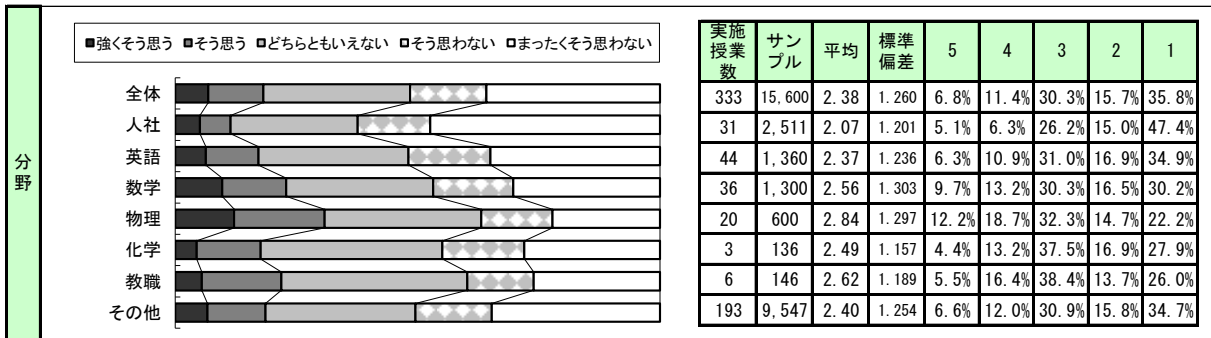 分野
■強くそう思う ■そう思う ■どちらともいえない □そう思わない □まったくそう思わない
全体
人社
英語
数学
物理
化学
教職
その他
実施授業数 サンプル 平均 標準偏差 5 4 3 2 1
333 15,600 2.38 1.260 6.8% 11.4% 30.3% 15.7% 35.8%
31 2,511 2.07 1.201 5.1% 6.3% 26.2% 15.0% 47.4%
44 1,360 2.37 1.236 6.3% 10.9% 31.0% 16.9% 34.9%
36 1,300 2.56 1.303 9.7% 13.2% 30.3% 16.5% 30.2%
20 600 2.84 1.297 12.2% 18.7% 32.3% 14.7% 22.2%
3 136 2.49 1.157 4.4% 13.2% 37.5% 16.9% 27.9%
6 146 2.62 1.189 5.5% 16.4% 38.4% 13.7% 26.0%
193 9,547 2.40 1.254 6.6% 12.0% 30.9% 15.8% 34.7%